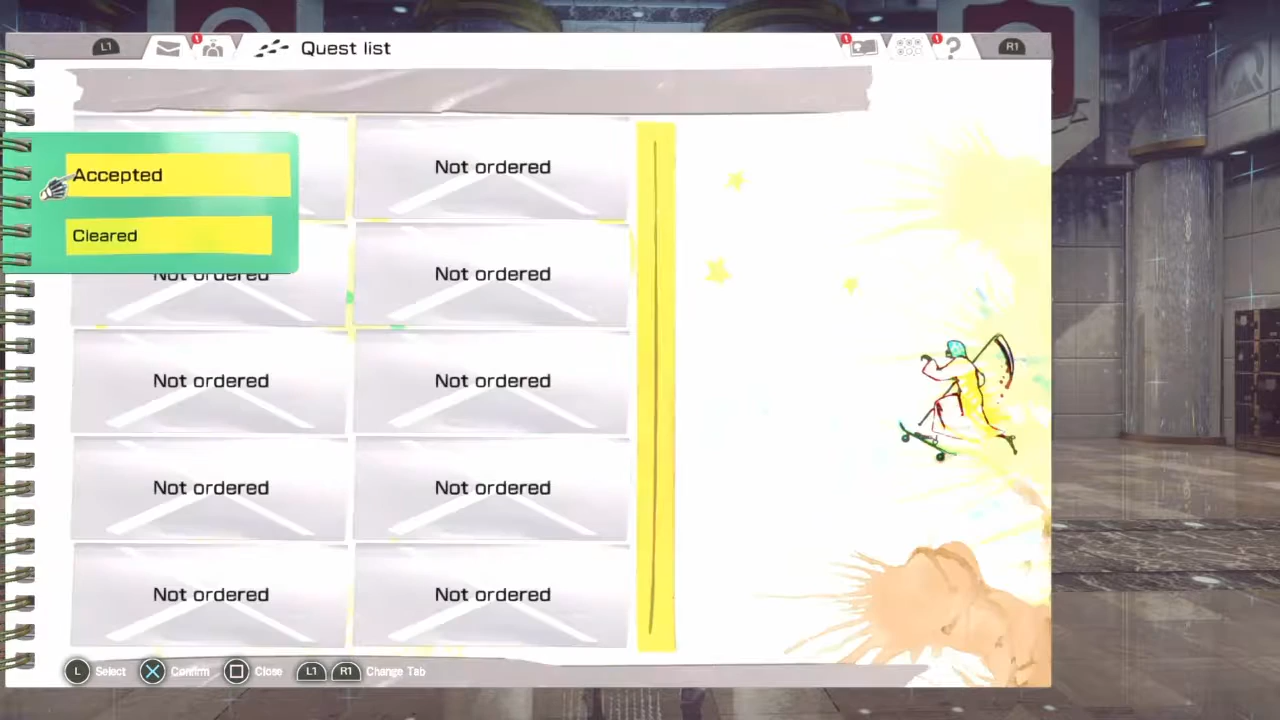 L1
Quest list
R1
Accepted
Cleared
Not ordered
Not ordered
Not ordered
Not ordered
Not ordered
Not ordered
Not ordered
Not ordered
Not ordered
L Select
Confirm
Close
L1 R1 Change Tab